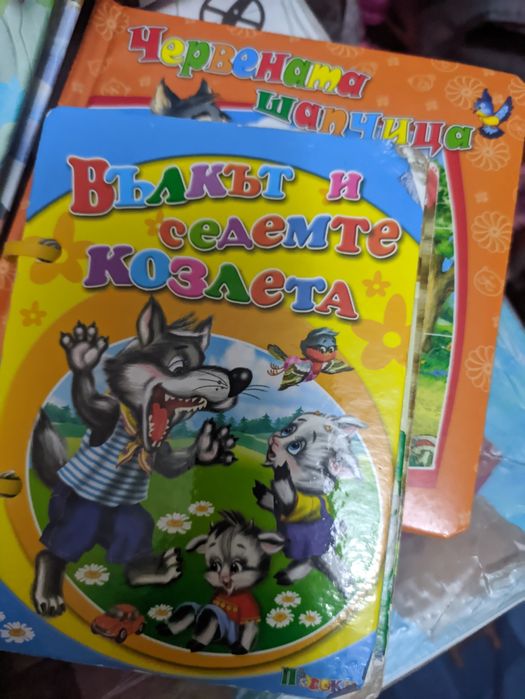 Червената
шапчица
Вълкът и
седемте
козлета